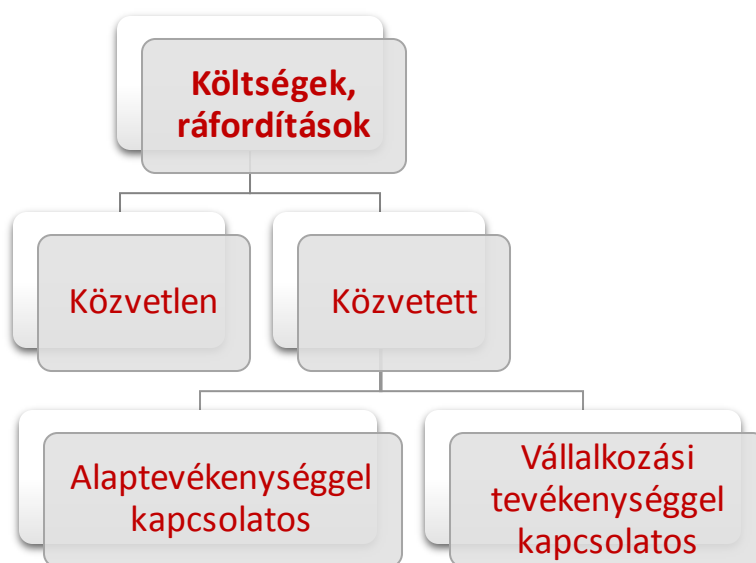 Költségek,
ráfordítások
Közvetlen
Közvetett
Alaptevékenységgel
kapcsolatos
Vállalkozási
tevékenységgel
kapcsolatos